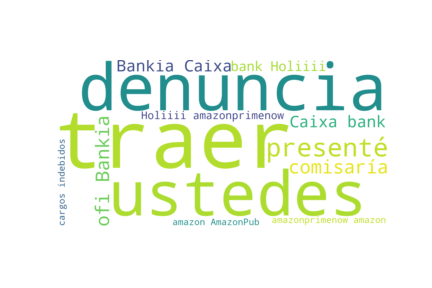 Bankia Caixa
bank Holiiii
denuncia
Holiiii amazonprimenow
Caixa bank
traer
presenté
comisaría
ofi Bankia
cargos indebidos
ustedes
amazon AmazonPub
amazonprimenow amazon